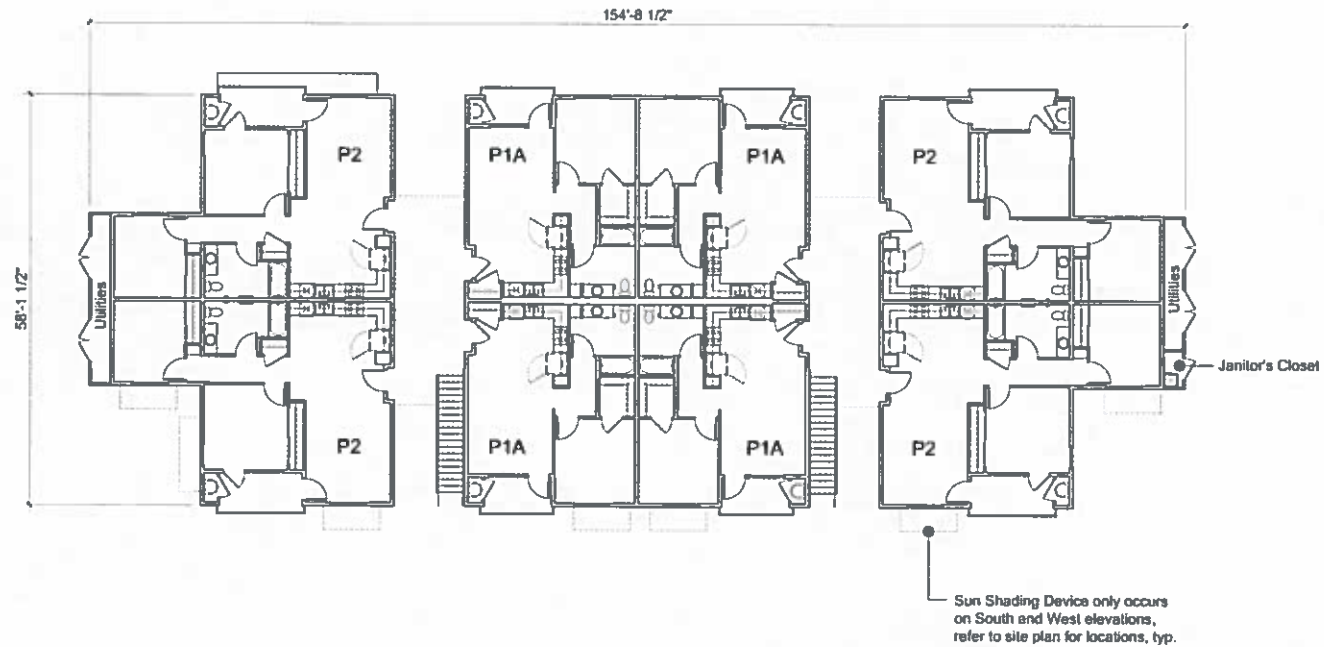 154'-8 1/2"
58'-1 1/2"
P2
P1A
P1A
P2
Utilities
Utilities
Janitor's Closet
P2
P1A
P1A
P2
Sun Shading Device only occurs
on South and West elevations,
refer to site plan for locations, typ.